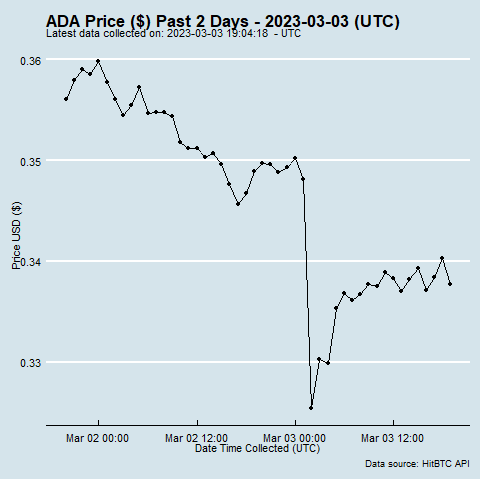 ADA Price ($) Past 2 Days - 2023-03-03 (UTC)
Latest data collected on: 2023-03-03 19:04:18  - UTC
0.36
0.35
0.34
0.33
Price USD ($)
Mar 02 00:00
Mar 02 12:00
Mar 03 00:00
Mar 03 12:00
Date Time Collected (UTC)
Data source: HitBTC API